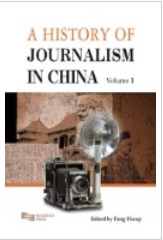 A HISTORY OF
JOURNALISM
IN CHINA Volume 1
Edited by Fang Hanqi